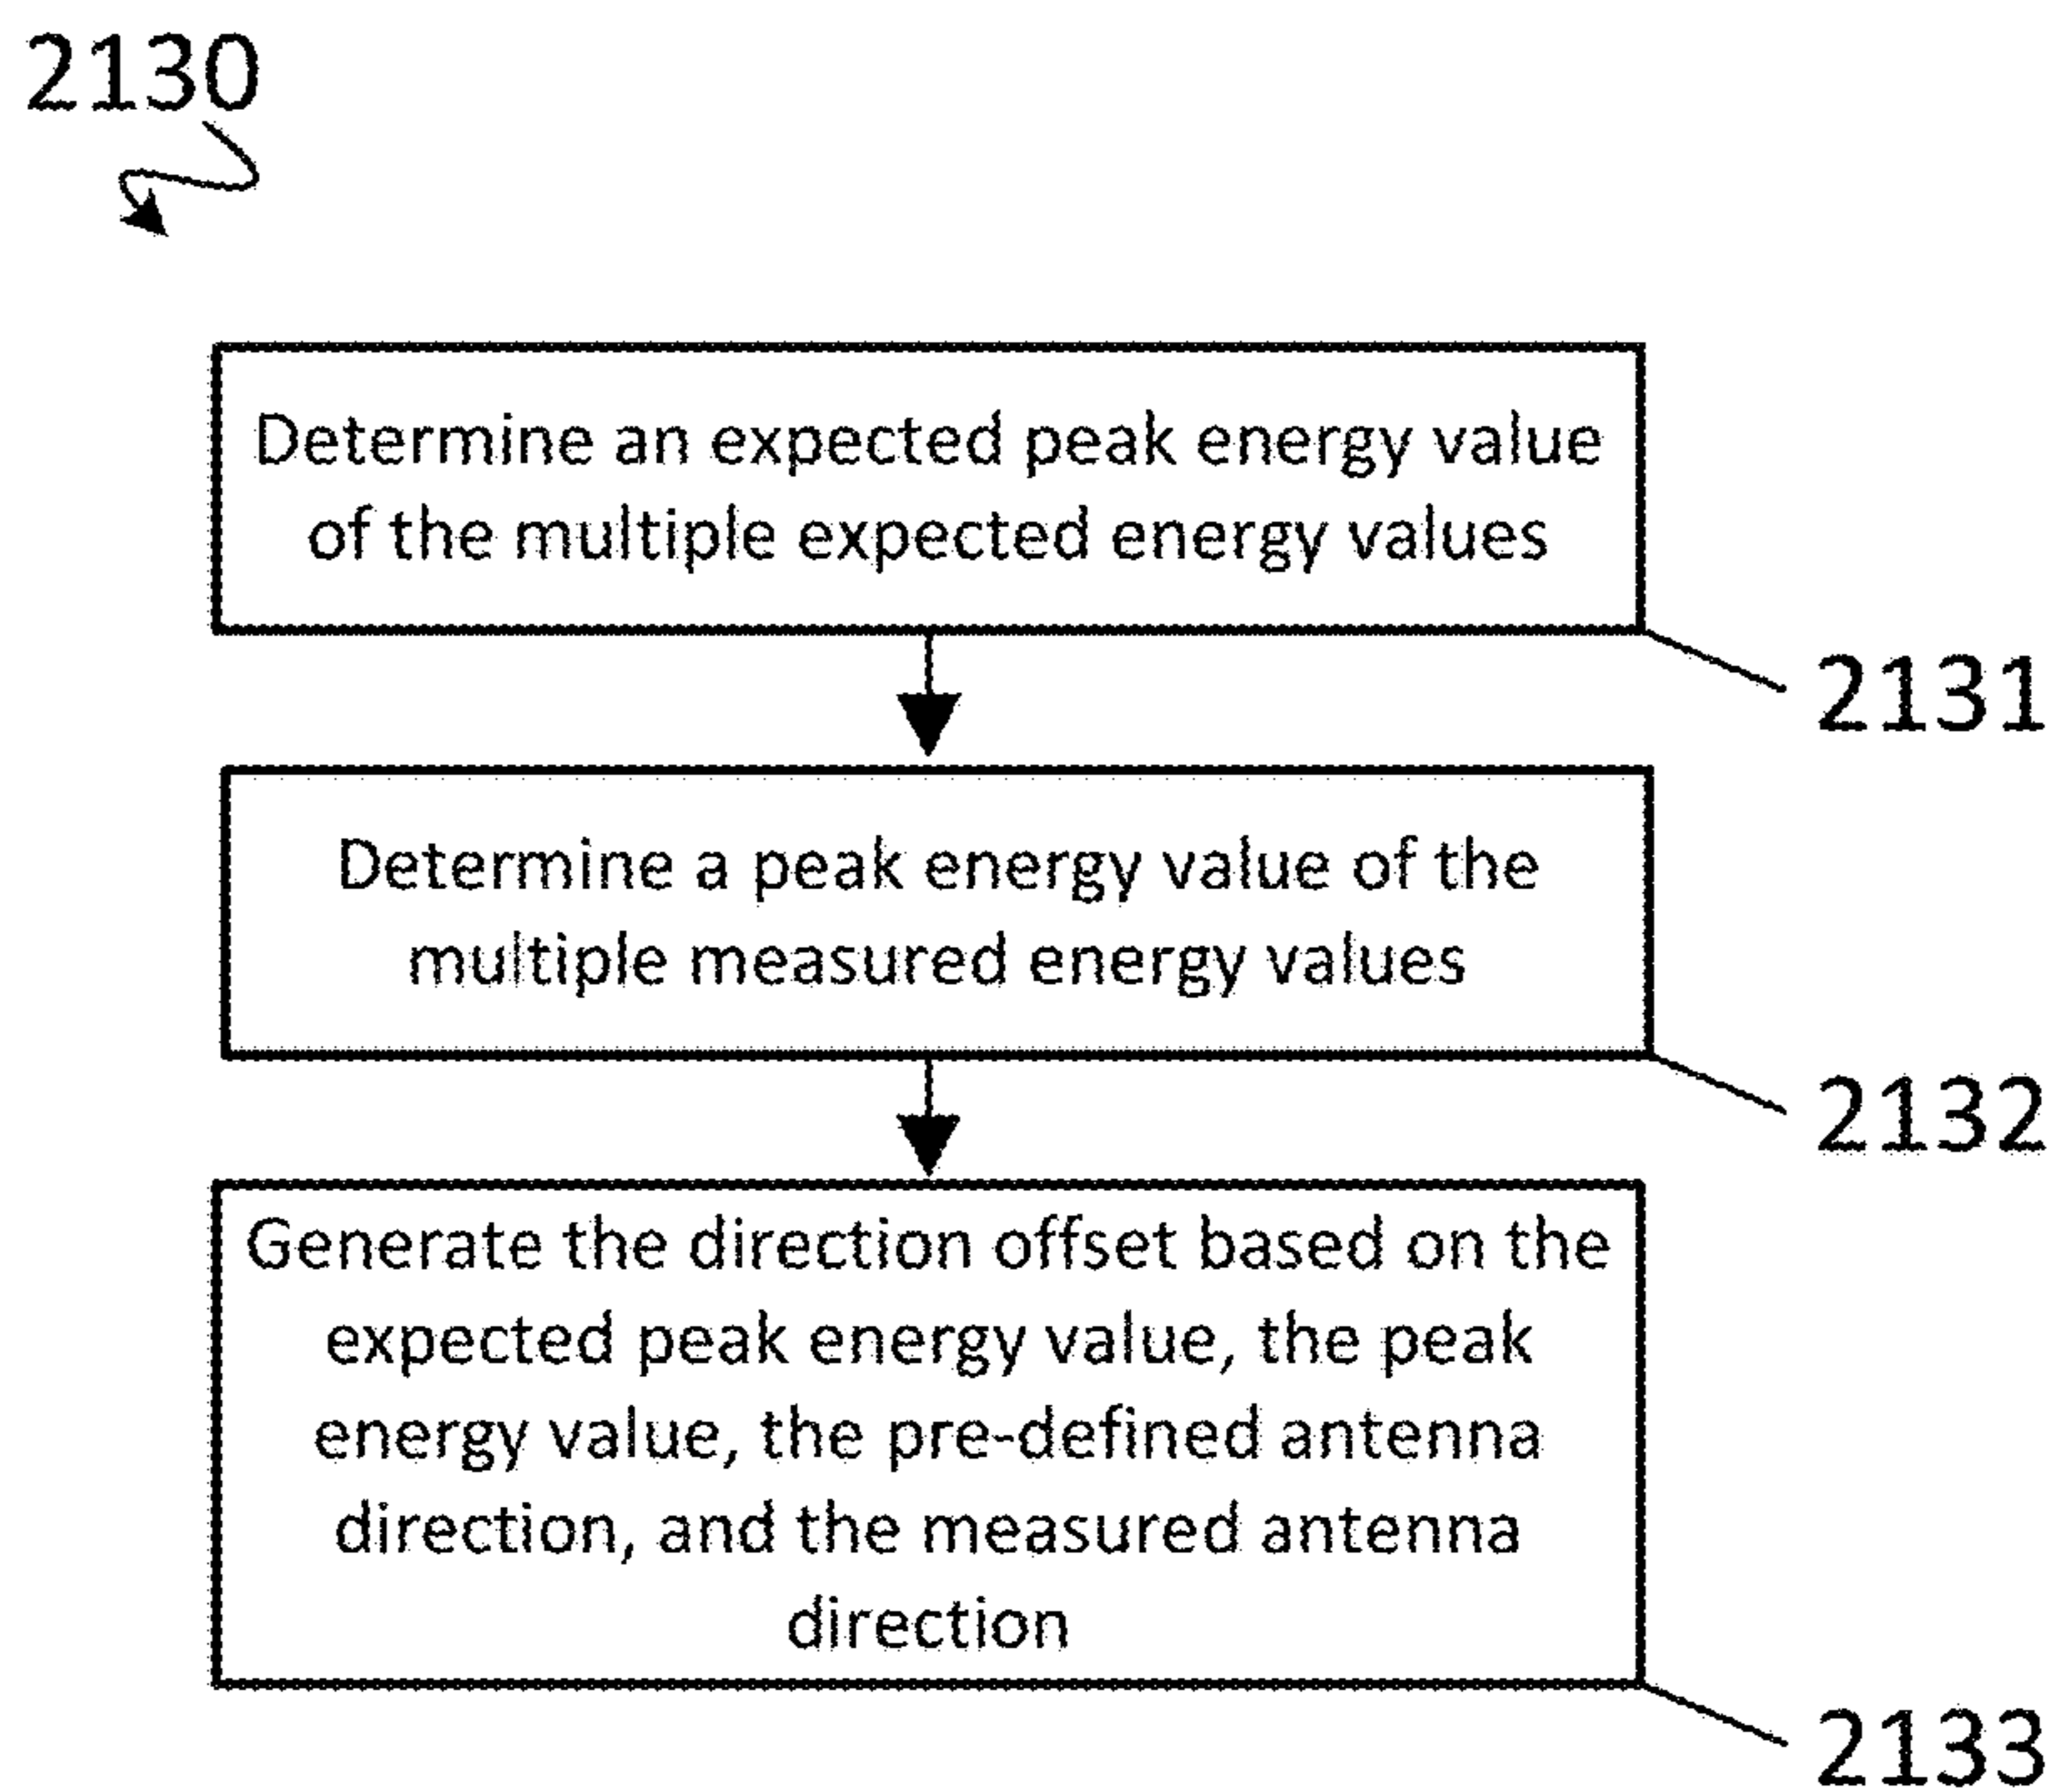 2130
Determine an expected peak energy value
of the multiple expected energy values
2131
Determine a peak energy value of the
multiple measured energy values
2132
Generate the direction offset based on the
expected peak energy value, the peak
energy value, the pre-defined antenna
direction, and the measured antenna
direction
2133